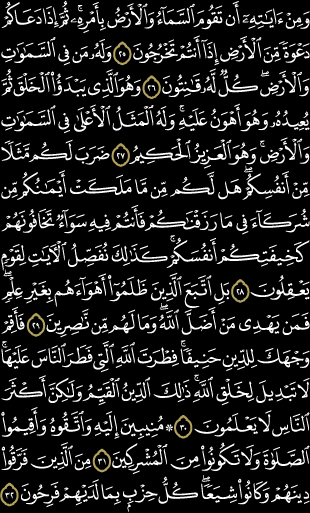 وَمِنْ ءَايَٰتِهِۦٓ أَن تَقُومَ ٱلسَّمَآءُ وَٱلْأَرْضُ بِأَمْرِهِۦ ۚ ثُمَّ إِذَا دَعَاكُمْ
دَعْوَةً مِّنَ ٱلْأَرْضِ إِذَآ أَنتُمْ تَخْرُجُونَ ٢٥ وَلَهُۥ مَن فِى ٱلسَّمَٰوَٰتِ
وَٱلْأَرْضِ ۖ كُلٌّ لَّهُۥ قَٰنِتُونَ ٢٦ وَهُوَ ٱلَّذِى يَبْدَؤُا۟ ٱلْخَلْقَ ثُمَّ
يُعِيدُهُۥ وَهُوَ أَهْوَنُ عَلَيْهِ ۚ وَلَهُ ٱلْمَثَلُ ٱلْأَعْلَىٰ فِى ٱلسَّمَٰوَٰتِ
وَٱلْأَرْضِ ۚ وَهُوَ ٱلْعَزِيزُ ٱلْحَكِيمُ ٢٧ ضَرَبَ لَكُم مَّثَلًا
مِّنْ أَنفُسِكُمْ ۖ هَل لَّكُم مِّن مَّا مَلَكَتْ أَيْمَٰنُكُم مِّن
شُرَكَآءَ فِى مَا رَزَقْنَٰكُمْ فَأَنتُمْ فِيهِ سَوَآءٌ تَخَافُونَهُمْ
كَخِيفَتِكُمْ أَنفُسَكُمْ ۚ كَذَٰلِكَ نُفَصِّلُ ٱلْءَايَٰتِ لِقَوْمٍ
يَعْقِلُونَ ٢٨ بَلِ ٱتَّبَعَ ٱلَّذِينَ ظَلَمُوٓا۟ أَهْوَآءَهُم بِغَيْرِ عِلْمٍ ۖ
فَمَن يَهْدِى مَنْ أَضَلَّ ٱللَّهُ ۖ وَمَا لَهُم مِّن نَّٰصِرِينَ ٢٩ فَأَقِمْ
وَجْهَكَ لِلدِّينِ حَنِيفًا ۚ فِطْرَتَ ٱللَّهِ ٱلَّتِى فَطَرَ ٱلنَّاسَ عَلَيْهَا ۚ
لَا تَبْدِيلَ لِخَلْقِ ٱللَّهِ ۚ ذَٰلِكَ ٱلدِّينُ ٱلْقَيِّمُ وَلَٰكِنَّ أَكْثَرَ
ٱلنَّاسِ لَا يَعْلَمُونَ ٣٠ ۞ مُنِيبِينَ إِلَيْهِ وَٱتَّقُوهُ وَأَقِيمُوا۟
ٱلصَّلَوٰةَ وَلَا تَكُونُوا۟ مِنَ ٱلْمُشْرِكِينَ ٣١ مِنَ ٱلَّذِينَ فَرَّقُوا۟
دِينَهُمْ وَكَانُوا۟ شِيَعًا ۖ كُلُّ حِزْبٍۭ بِمَا لَدَيْهِمْ فَرِحُونَ ٣٢